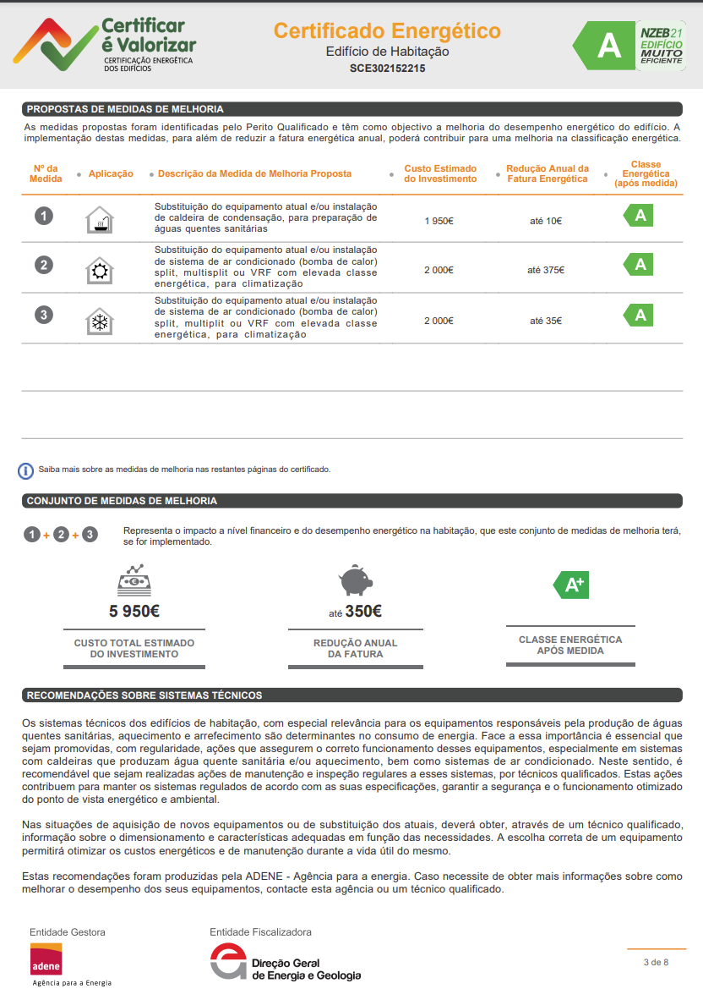 Certificar
é Valorizar
CERTIFICAÇÃO ENERGÉTICA
DOS EDIFÍCIOS
Certificado Energético
Edifício de Habitação
SCE302152215
A
NZEB21
EDIFÍCIO
MUITO
EFICIENTE
PROPOSTAS DE MEDIDAS DE MELHORIA
As medidas propostas foram identificadas pelo Perito Qualificado e têm como objectivo a melhoria do desempenho energético do edifício. A
implementação destas medidas, para além de reduzir a fatura energética anual, poderá contribuir para uma melhoria na classificação energética.
Nº da
Medida
Aplicação
Descrição da Medida de Melhoria Proposta
Custo Estimado
do Investimento
Redução Anual da
Fatura Energética
Classe
Energética
(após medida)
1
Substituição do equipamento atual e/ou instalação
de caldeira de condensação, para preparação de
águas quentes sanitárias
1 950€
até 10€
A
2
Substituição do equipamento atual e/ou instalação
de sistema de ar condicionado (bomba de calor)
split, multisplit ou VRF com elevada classe
energética, para climatização
2 000€
até 375€
A
3
Substituição do equipamento atual e/ou instalação
de sistema de ar condicionado (bomba de calor)
split, multiplit ou VRF com elevada classe
energética, para climatização
2 000€
até 35€
A
Saiba mais sobre as medidas de melhoria nas restantes páginas do certificado.
CONJUNTO DE MEDIDAS DE MELHORIA
1 + 2 + 3
Representa o impacto a nível financeiro e do desempenho energético na habitação, que este conjunto de medidas de melhoria terá,
se for implementado.
5 950€
CUSTO TOTAL ESTIMADO
DO INVESTIMENTO
até 350€
REDUÇÃO ANUAL
DA FATURA
A+
CLASSE ENERGÉTICA
APÓS MEDIDA
RECOMENDAÇÕES SOBRE SISTEMAS TÉCNICOS
Os sistemas técnicos dos edifícios de habitação, com especial relevância para os equipamentos responsáveis pela produção de águas
quentes sanitárias, aquecimento e arrefecimento são determinantes no consumo de energia. Face a essa importância é essencial que
sejam promovidas, com regularidade, ações que assegurem o correto funcionamento desses equipamentos, especialmente em sistemas
com caldeiras que produzam água quente sanitária e/ou aquecimento, bem como sistemas de ar condicionado. Neste sentido, é
recomendável que sejam realizadas ações de manutenção e inspeção regulares a esses sistemas, por técnicos qualificados. Estas ações
contribuem para manter os sistemas regulados de acordo com as suas especificações, garantir a segurança e o funcionamento otimizado
do ponto de vista energético e ambiental.
Nas situações de aquisição de novos equipamentos ou de substituição dos atuais, deverá obter, através de um técnico qualificado,
informação sobre o dimensionamento e características adequadas em função das necessidades. A escolha correta de um equipamento
permitirá otimizar os custos energéticos e de manutenção durante a vida útil do mesmo.
Estas recomendações foram produzidas pela ADENE - Agência para a energia. Caso necessite de obter mais informações sobre como
melhorar o desempenho dos seus equipamentos, contacte esta agência ou um técnico qualificado.
Entidade Gestora
adene
Agência para a Energia
Entidade Fiscalizadora
Direção Geral
de Energia e Geologia
3 de 8